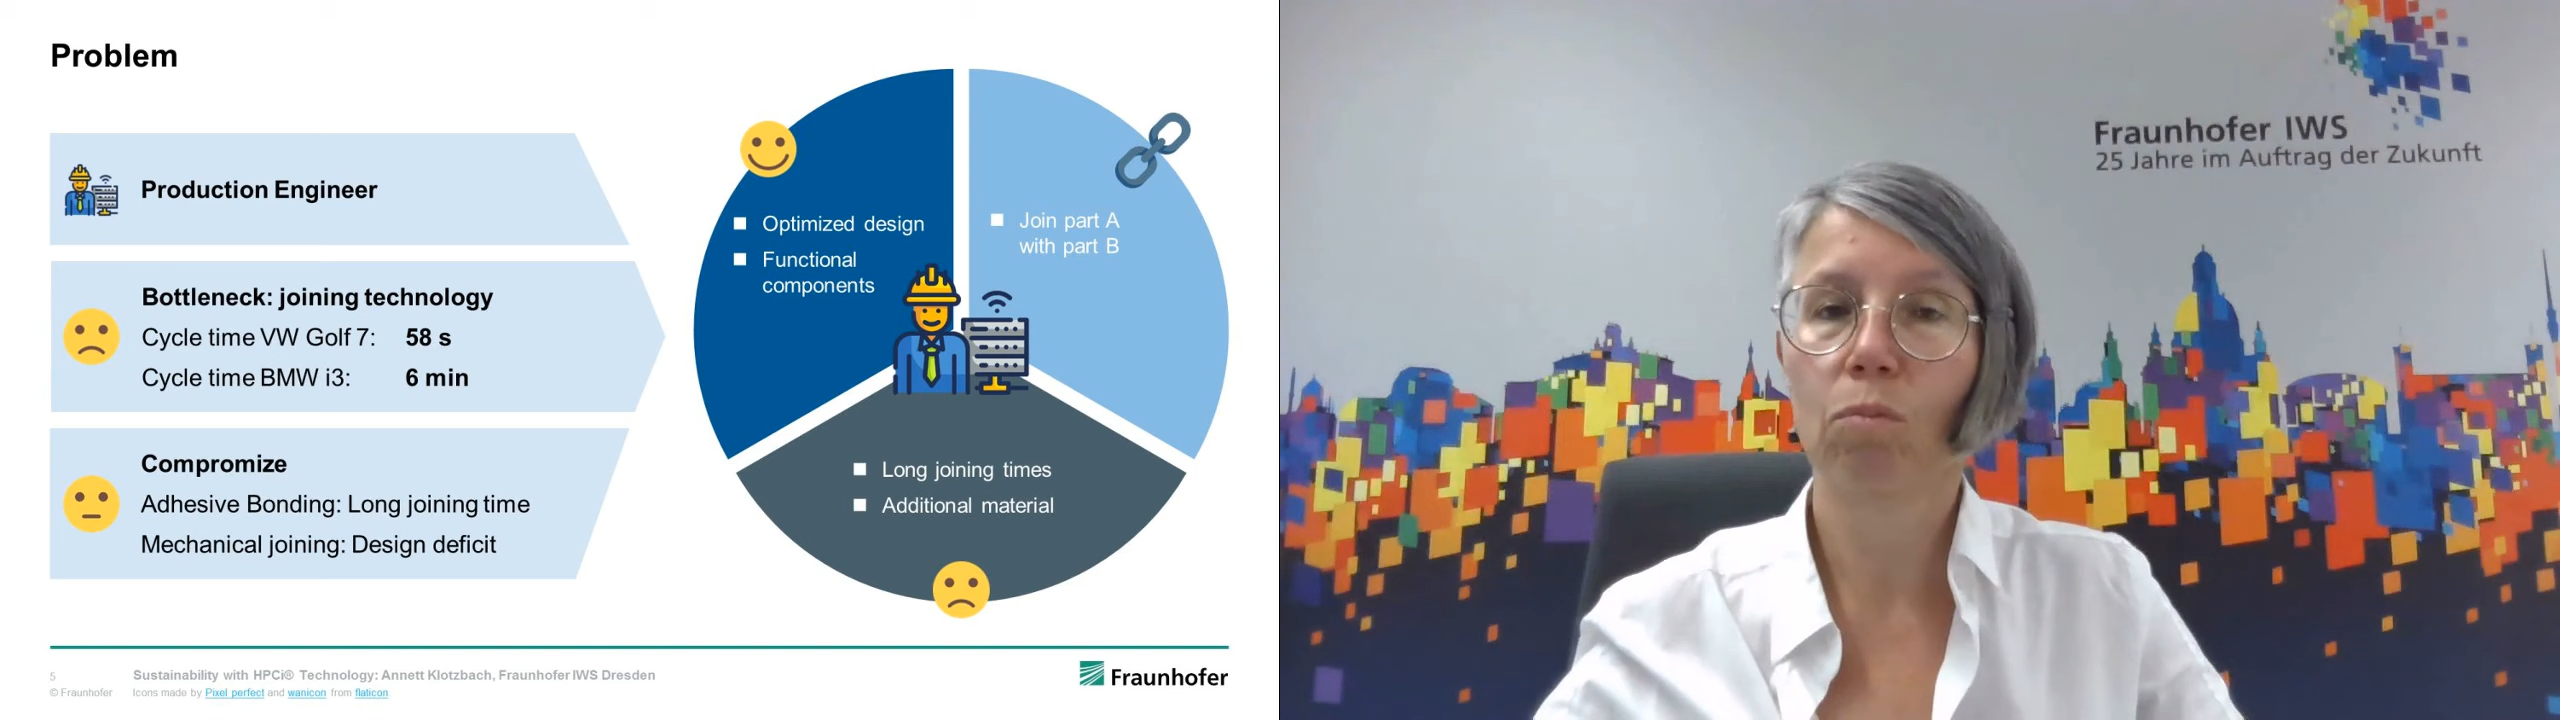 Problem
Production Engineer
Bottleneck: joining technology
Cycle time VW Golf 7: 58 s
Cycle time BMW i3: 6 min
Compromize
Adhesive Bonding: Long joining time
Mechanical joining: Design deficit
Optimized design
Functional
components
Join part A
with part B
Long joining times
Additional material
5
Sustainability with HPCi® Technology: Annett Klotzbach, Fraunhofer IWS Dresden
© Fraunhofer
Icons made by Pixel perfect and wanicon from flaticon
Fraunhofer
Fraunhofer IWS
25 Jahre im Auftrag der Zukunft